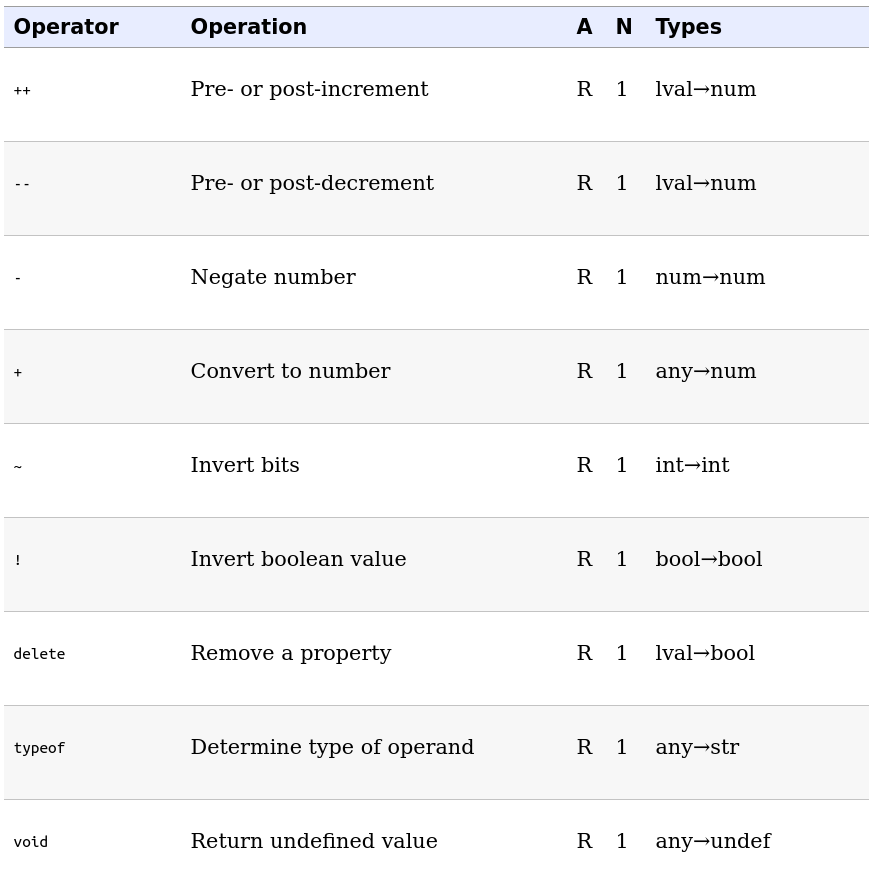 Operator Operation A N Types
++ Pre- or post-increment R 1 lval→num
-- Pre- or post-decrement R 1 lval→num
- Negate number R 1 num→num
+ Convert to number R 1 any→num
~ Invert bits R 1 int→int
! Invert boolean value R 1 bool→bool
delete Remove a property R 1 lval→bool
typeof Determine type of operand R 1 any→str
void Return undefined value R 1 any→undef